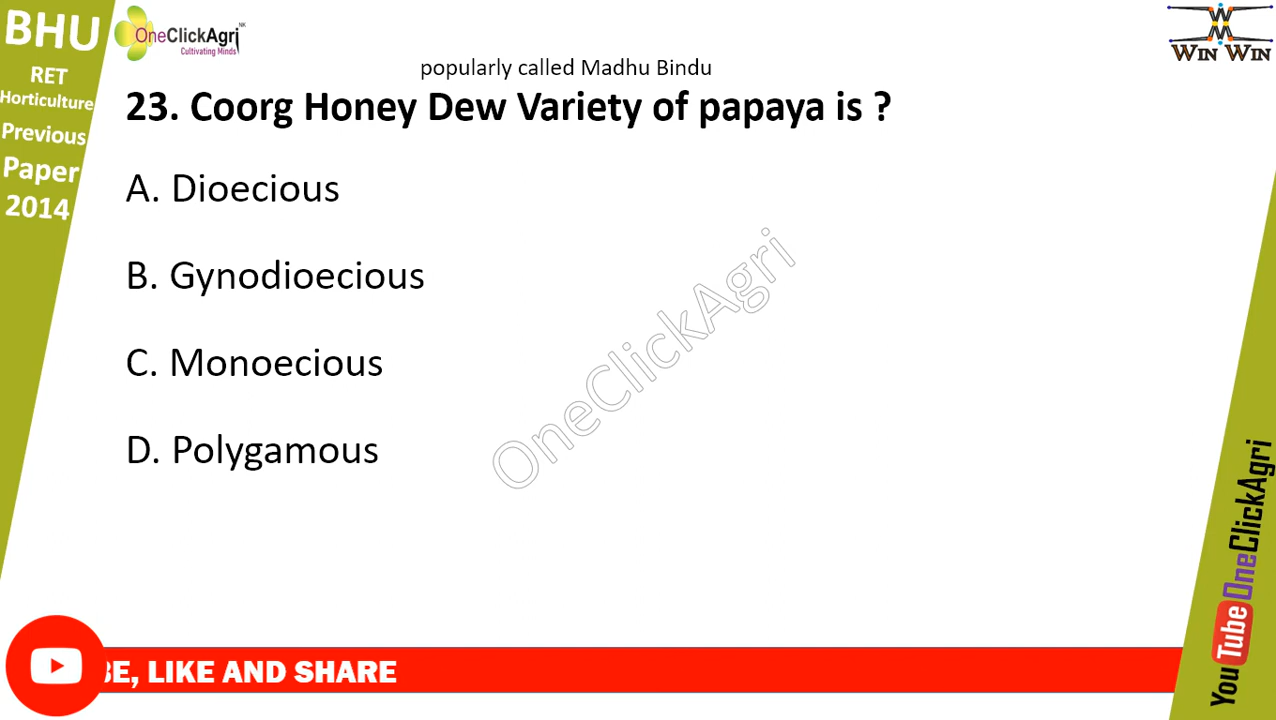 BHU
RET
Horticulture
Previous
Paper
2014
OneClickAgri
NK
Cultivating Minds
WIN WIN
popularly called Madhu Bindu
23. Coorg Honey Dew Variety of papaya is ?
A. Dioecious
B. Gynodioecious
C. Monoecious
D. Polygamous
OneClickAgri
YouTube OneClickAgri
BE, LIKE AND SHARE